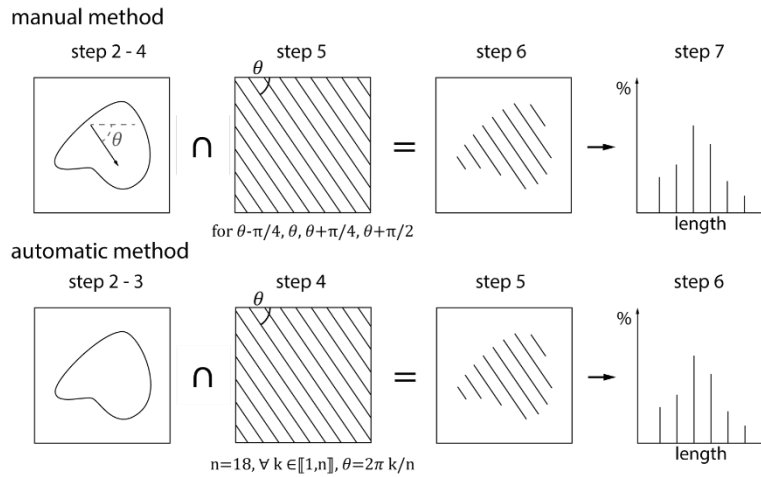 manual method
step 2 - 4
step 5
step 6
step 7
θ
θ
%
length
for θ-π/4, θ, θ+π/4, θ+π/2
automatic method
step 2 - 3
step 4
step 5
step 6
θ
%
length
n=18, ∀ k ∈⟦1,n⟧, θ=2π k/n